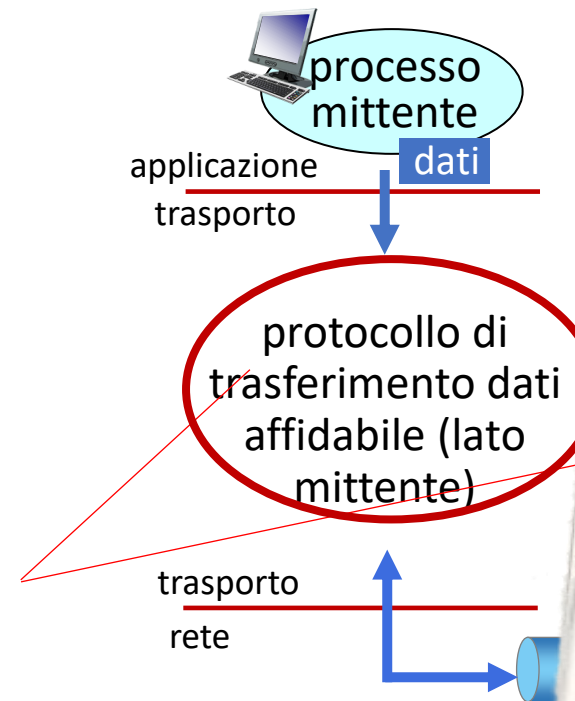 processo
mittente
dati
applicazione
trasporto
protocollo di
trasferimento dati
affidabile (lato
mittente)
trasporto
rete